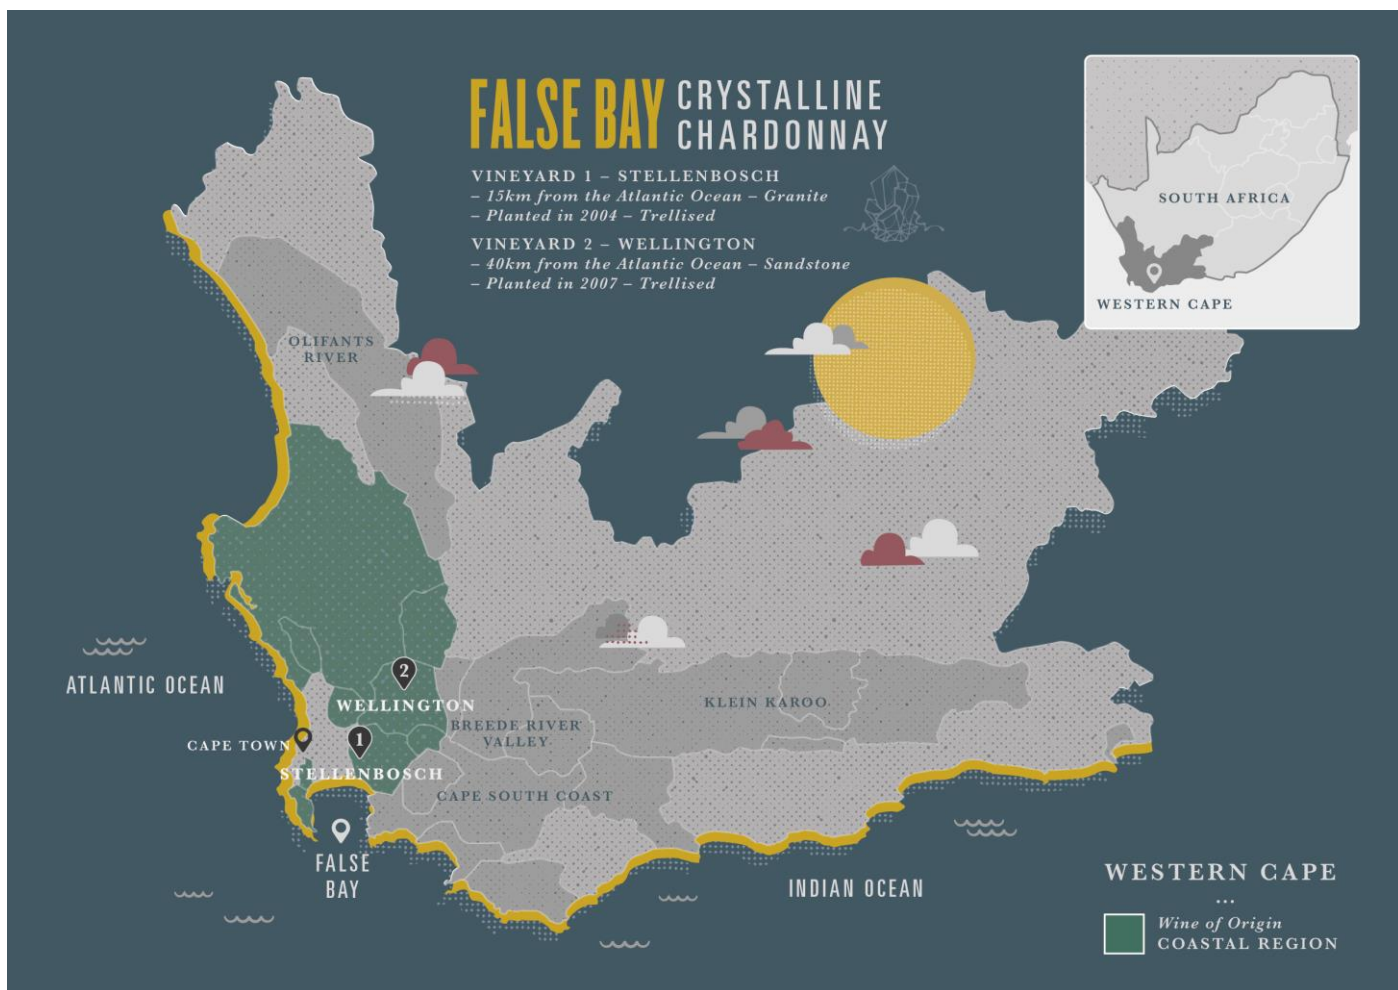 FALSE BAY CRYSTALLINE
CHARDONNAY
VINEYARD 1 – STELLENBOSCH
– 15km from the Atlantic Ocean – Granite
– Planted in 2004 – Trellised
VINEYARD 2 – WELLINGTON
– 40km from the Atlantic Ocean – Sandstone
– Planted in 2007 – Trellised
SOUTH AFRICA
WESTERN CAPE
OLIFANTS
RIVER
ATLANTIC OCEAN
2
WELLINGTON
KLEIN KAROO
BREEDE RIVER
VALLEY
CAPE TOWN
1
STELLENBOSCH
CAPE SOUTH COAST
FALSE
BAY
INDIAN OCEAN
WESTERN CAPE
...
Wine of Origin
COASTAL REGION